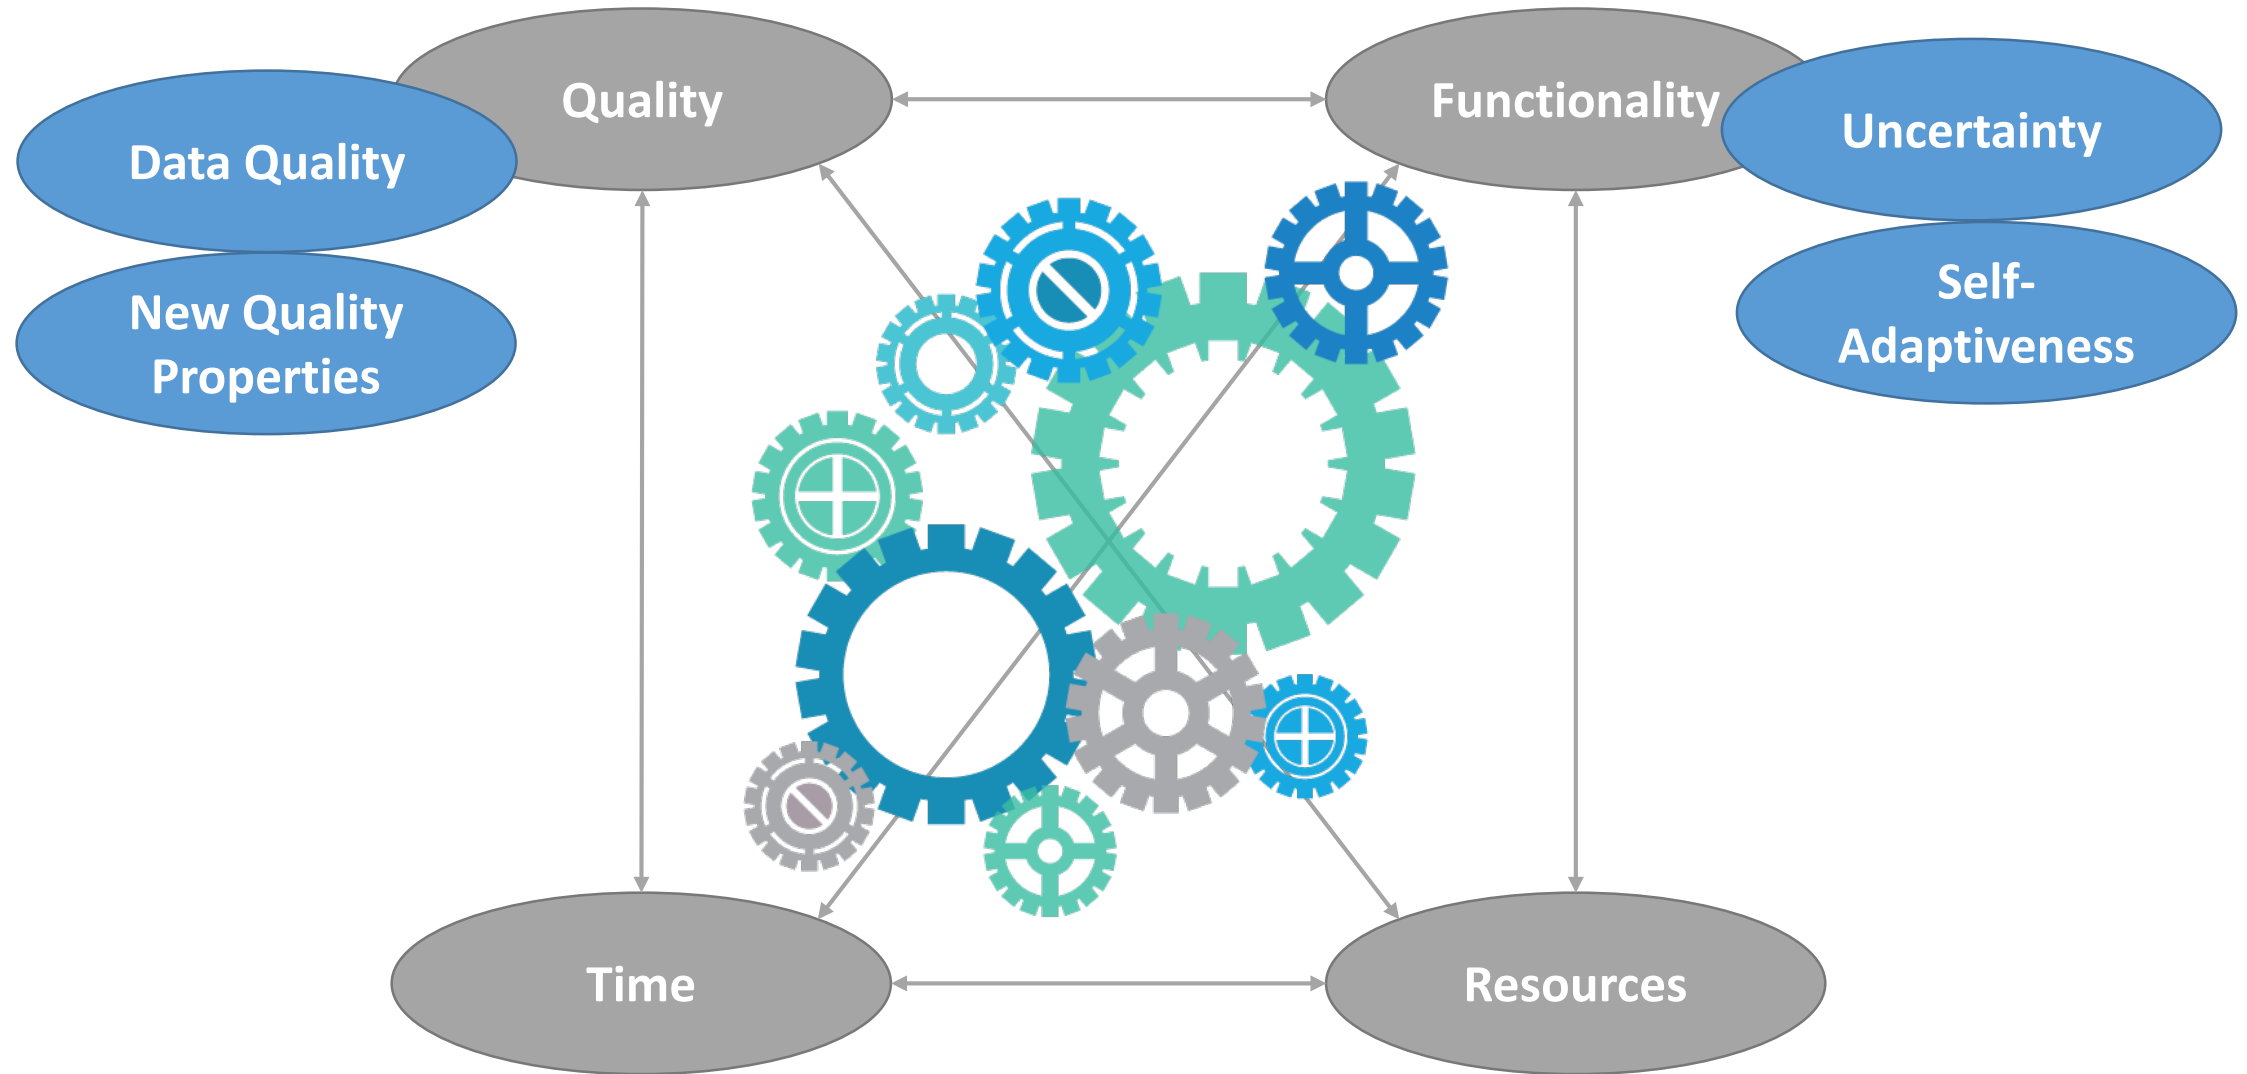 Quality
Functionality
Data Quality
Uncertainty
New Quality
Properties
Self-
Adaptiveness
Time
Resources